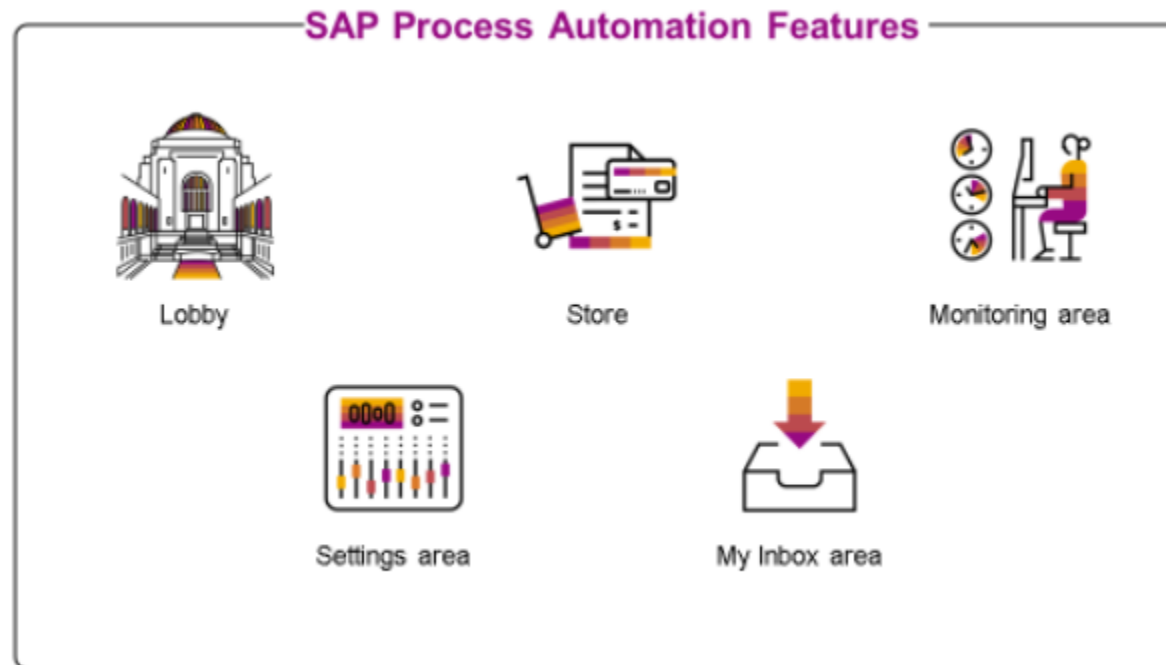 SAP Process Automation Features
Lobby
Store
Monitoring area
Settings area
My Inbox area